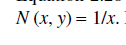 N (x, y) = 1/x.